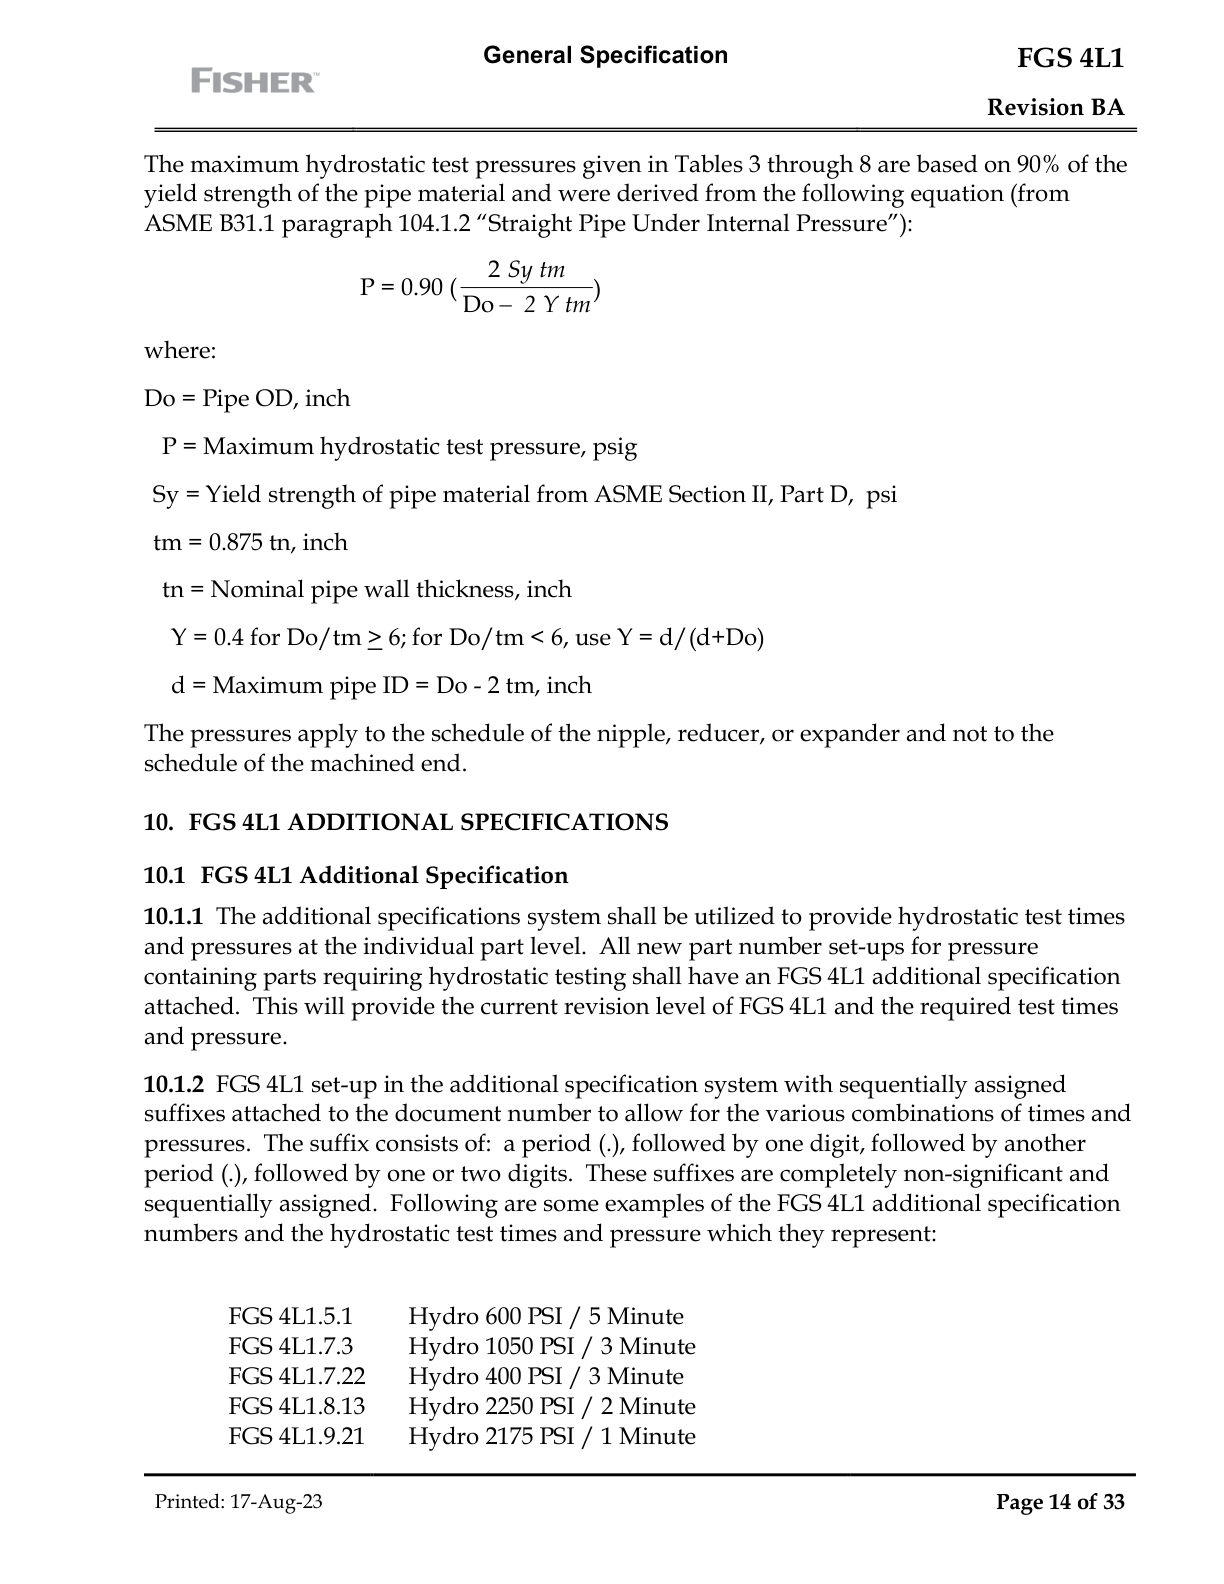 General Specification
FGS 4L1
FISHER™
Revision BA
The maximum hydrostatic test pressures given in Tables 3 through 8 are based on 90% of the
yield strength of the pipe material and were derived from the following equation (from
ASME B31.1 paragraph 104.1.2 “Straight Pipe Under Internal Pressure”):
P = 0.90 ( 2 Sy tm / Do – 2 Y tm )
where:
Do = Pipe OD, inch
P = Maximum hydrostatic test pressure, psig
Sy = Yield strength of pipe material from ASME Section II, Part D,  psi
tm = 0.875 tn, inch
tn = Nominal pipe wall thickness, inch
Y = 0.4 for Do/tm ≥ 6; for Do/tm < 6, use Y = d/(d+Do)
d = Maximum pipe ID = Do - 2 tm, inch
The pressures apply to the schedule of the nipple, reducer, or expander and not to the
schedule of the machined end.
10.  FGS 4L1 ADDITIONAL SPECIFICATIONS
10.1  FGS 4L1 Additional Specification
10.1.1  The additional specifications system shall be utilized to provide hydrostatic test times
and pressures at the individual part level.  All new part number set-ups for pressure
containing parts requiring hydrostatic testing shall have an FGS 4L1 additional specification
attached.  This will provide the current revision level of FGS 4L1 and the required test times
and pressure.
10.1.2  FGS 4L1 set-up in the additional specification system with sequentially assigned
suffixes attached to the document number to allow for the various combinations of times and
pressures.  The suffix consists of:  a period (.), followed by one digit, followed by another
period (.), followed by one or two digits.  These suffixes are completely non-significant and
sequentially assigned.  Following are some examples of the FGS 4L1 additional specification
numbers and the hydrostatic test times and pressure which they represent:
FGS 4L1.5.1 Hydro 600 PSI / 5 Minute
FGS 4L1.7.3 Hydro 1050 PSI / 3 Minute
FGS 4L1.7.22 Hydro 400 PSI / 3 Minute
FGS 4L1.8.13 Hydro 2250 PSI / 2 Minute
FGS 4L1.9.21 Hydro 2175 PSI / 1 Minute
Printed: 17-Aug-23
Page 14 of 33